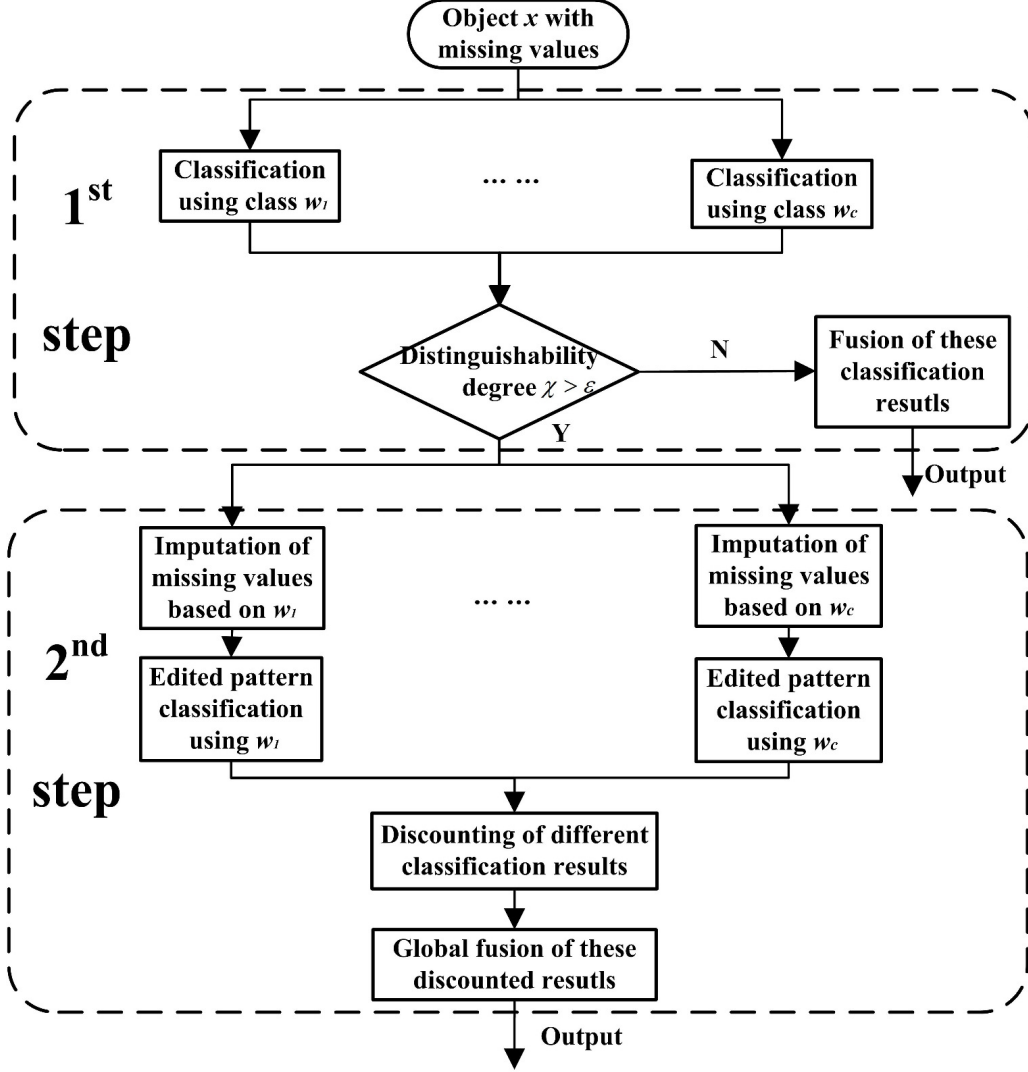 Object x with
missing values
1st
step
Classification
using class w1
... ...
Classification
using class wc
Distinguishability
degree χ > ε
N
Fusion of these
classification
resutls
Y
Output
2nd
step
Imputation of
missing values
based on w1
... ...
Imputation of
missing values
based on wc
Edited pattern
classification
using w1
Edited pattern
classification
using wc
Discounting of different
classification results
Global fusion of these
discounted resutls
Output